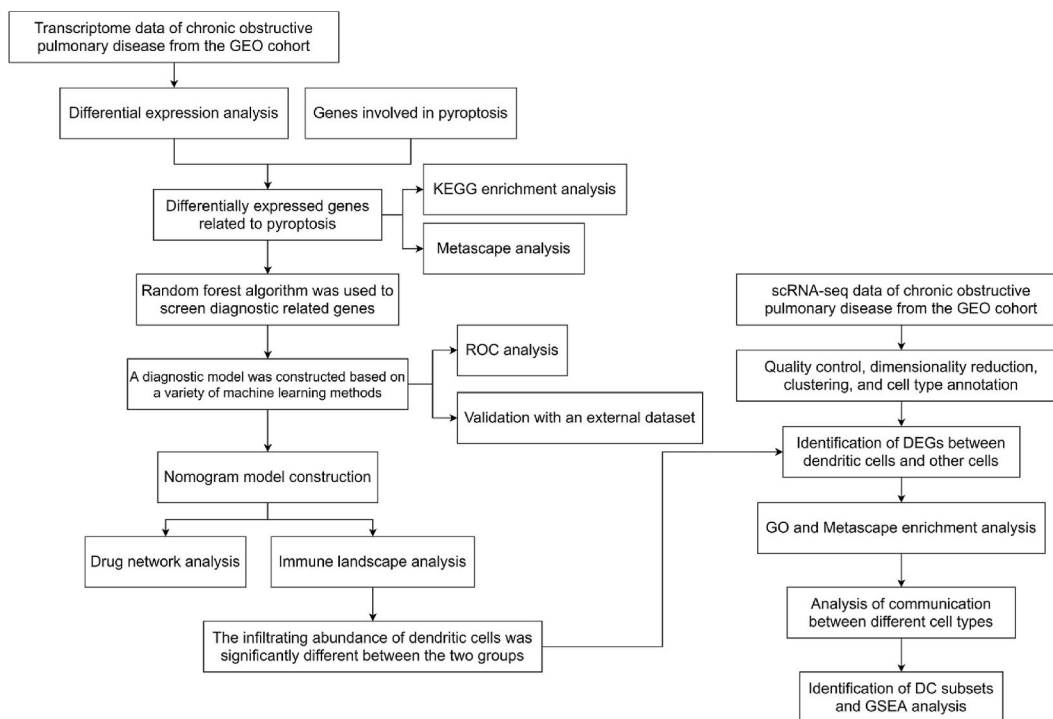 Transcriptome data of chronic obstructive
pulmonary disease from the GEO cohort
Differential expression analysis
Genes involved in pyroptosis
Differentially expressed genes
related to pyroptosis
KEGG enrichment analysis
Metascape analysis
Random forest algorithm was used to
screen diagnostic related genes
A diagnostic model was constructed based on
a variety of machine learning methods
ROC analysis
Validation with an external dataset
Nomogram model construction
Drug network analysis
Immune landscape analysis
The infiltrating abundance of dendritic cells was
significantly different between the two groups
scRNA-seq data of chronic obstructive
pulmonary disease from the GEO cohort
Quality control, dimensionality reduction,
clustering, and cell type annotation
Identification of DEGs between
dendritic cells and other cells
GO and Metascape enrichment analysis
Analysis of communication
between different cell types
Identification of DC subsets
and GSEA analysis